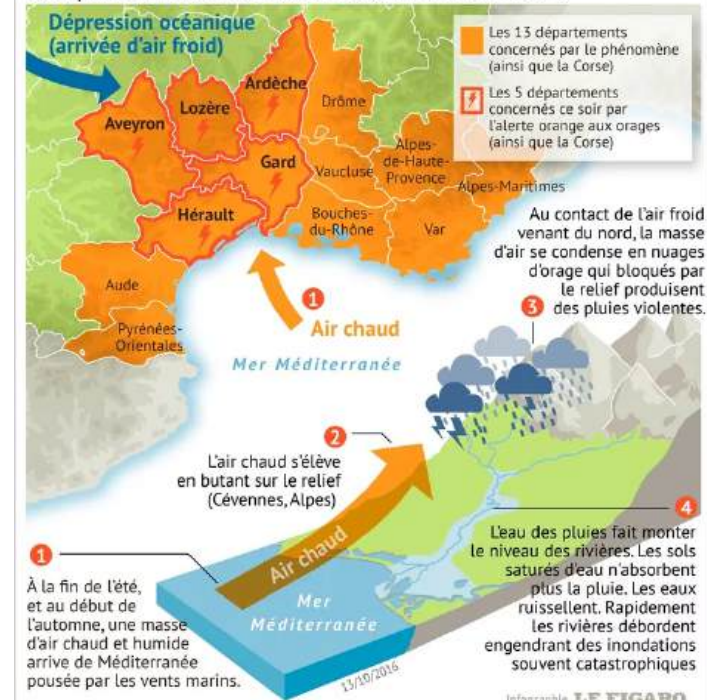 Dépression océanique
(arrivée d'air froid)
Les 13 départements
concernés par le phénomène
(ainsi que la Corse)
Les 5 départements
concernés ce soir par
l'alerte orange aux orages
(ainsi que la Corse)
Ardèche
Lozère
Drôme
Aveyron
Gard
Vaucluse
Alpes-
de-Haute-
Provence
Alpes-Maritimes
Hérault
Bouches-
du-Rhône
Var
Aude
Pyrénées-
Orientales
1
Air chaud
Mer Méditerranée
Au contact de l'air froid
venant du nord, la masse
d'air se condense en nuages
d'orage qui bloqués par
le relief produisent
des pluies violentes.
3
2
L'air chaud s'élève
en butant sur le relief
(Cévennes, Alpes)
Air chaud
Mer
Méditerranée
1
À la fin de l'été,
et au début de
l'automne, une masse
d'air chaud et humide
arrive de Méditerranée
pousée par les vents marins.
4
L'eau des pluies fait monter
le niveau des rivières. Les sols
saturés d'eau n'absorbent
plus la pluie. Les eaux
ruissellent. Rapidement
les rivières débordent
engendrant des inondations
souvent catastrophiques
13/10/2016
Infographie LE FIGARO